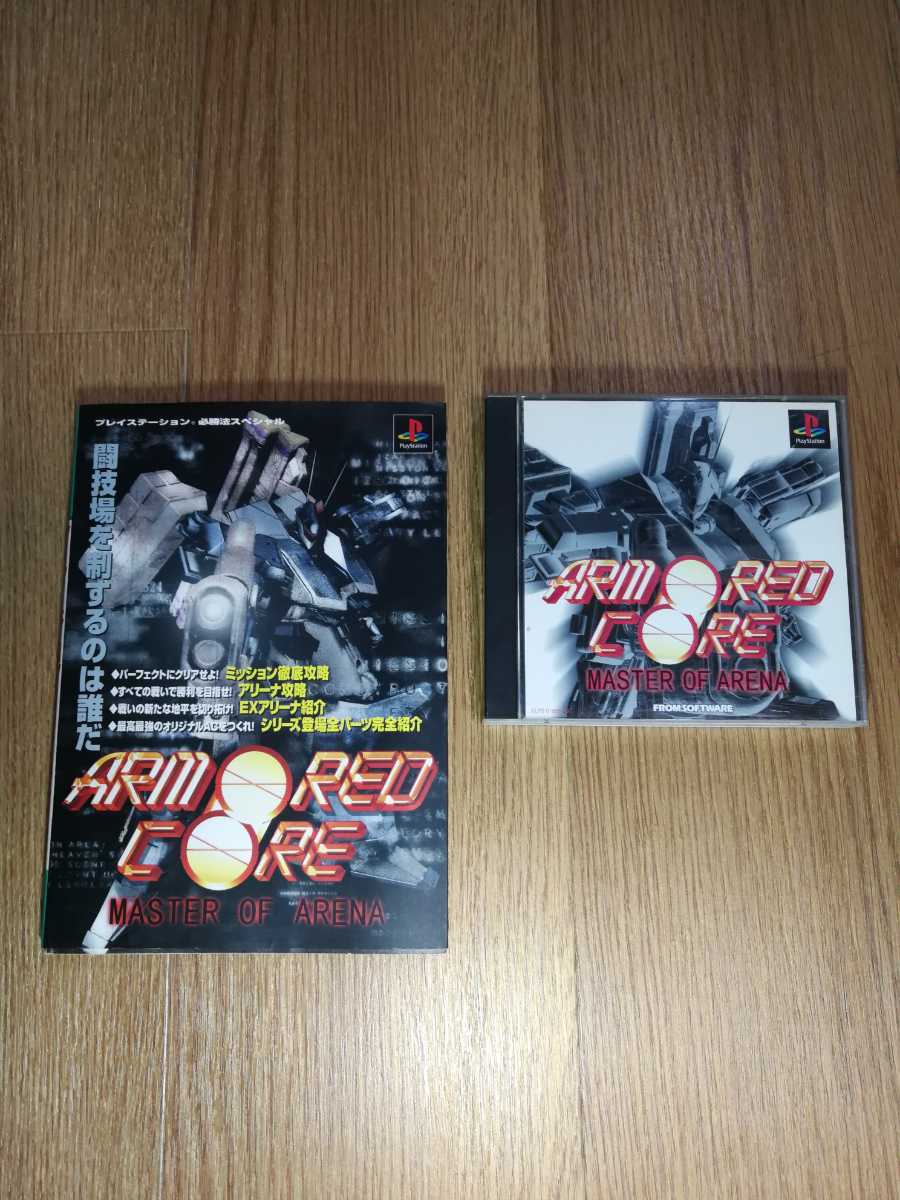 プレイステーション® 必勝法スペシャル
PlayStation
闘技場を制するのは誰だ
◆パーフェクトにクリアせよ! ミッション徹底攻略
◆すべての戦いで勝利を目指せ! アリーナ攻略
◆戦いの新たな地平を切り拓け! EXアリーナ紹介
◆最高最強のオリジナルACをつくれ! シリーズ登場全パーツ完全紹介
ARMORED
CORE
MASTER OF ARENA
PlayStation
ARMORED
CORE
MASTER OF ARENA
FROMSOFTWARE